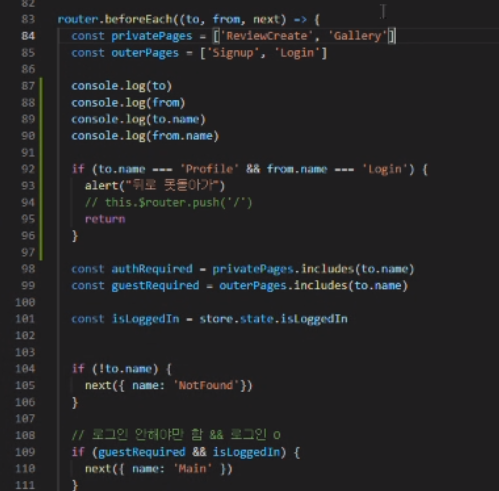 82
83 router.beforeEach((to, from, next) => {
84 const privatePages = ['ReviewCreate', 'Gallery']
85 const outerPages = ['Signup', 'Login']
86
87 console.log(to)
88 console.log(from)
89 console.log(to.name)
90 console.log(from.name)
91
92 if (to.name === 'Profile' && from.name === 'Login') {
93 alert("뒤로 못돌아가")
94 // this.$router.push('/')
95 return
96 }
97
98 const authRequired = privatePages.includes(to.name)
99 const guestRequired = outerPages.includes(to.name)
100
101 const isLoggedIn = store.state.isLoggedIn
102
103
104 if (!to.name) {
105 next({ name: 'NotFound'})
106 }
107
108 // 로그인 안해야만 함 && 로그인 O
109 if (guestRequired && isLoggedIn) {
110 next({ name: 'Main' })
111 }